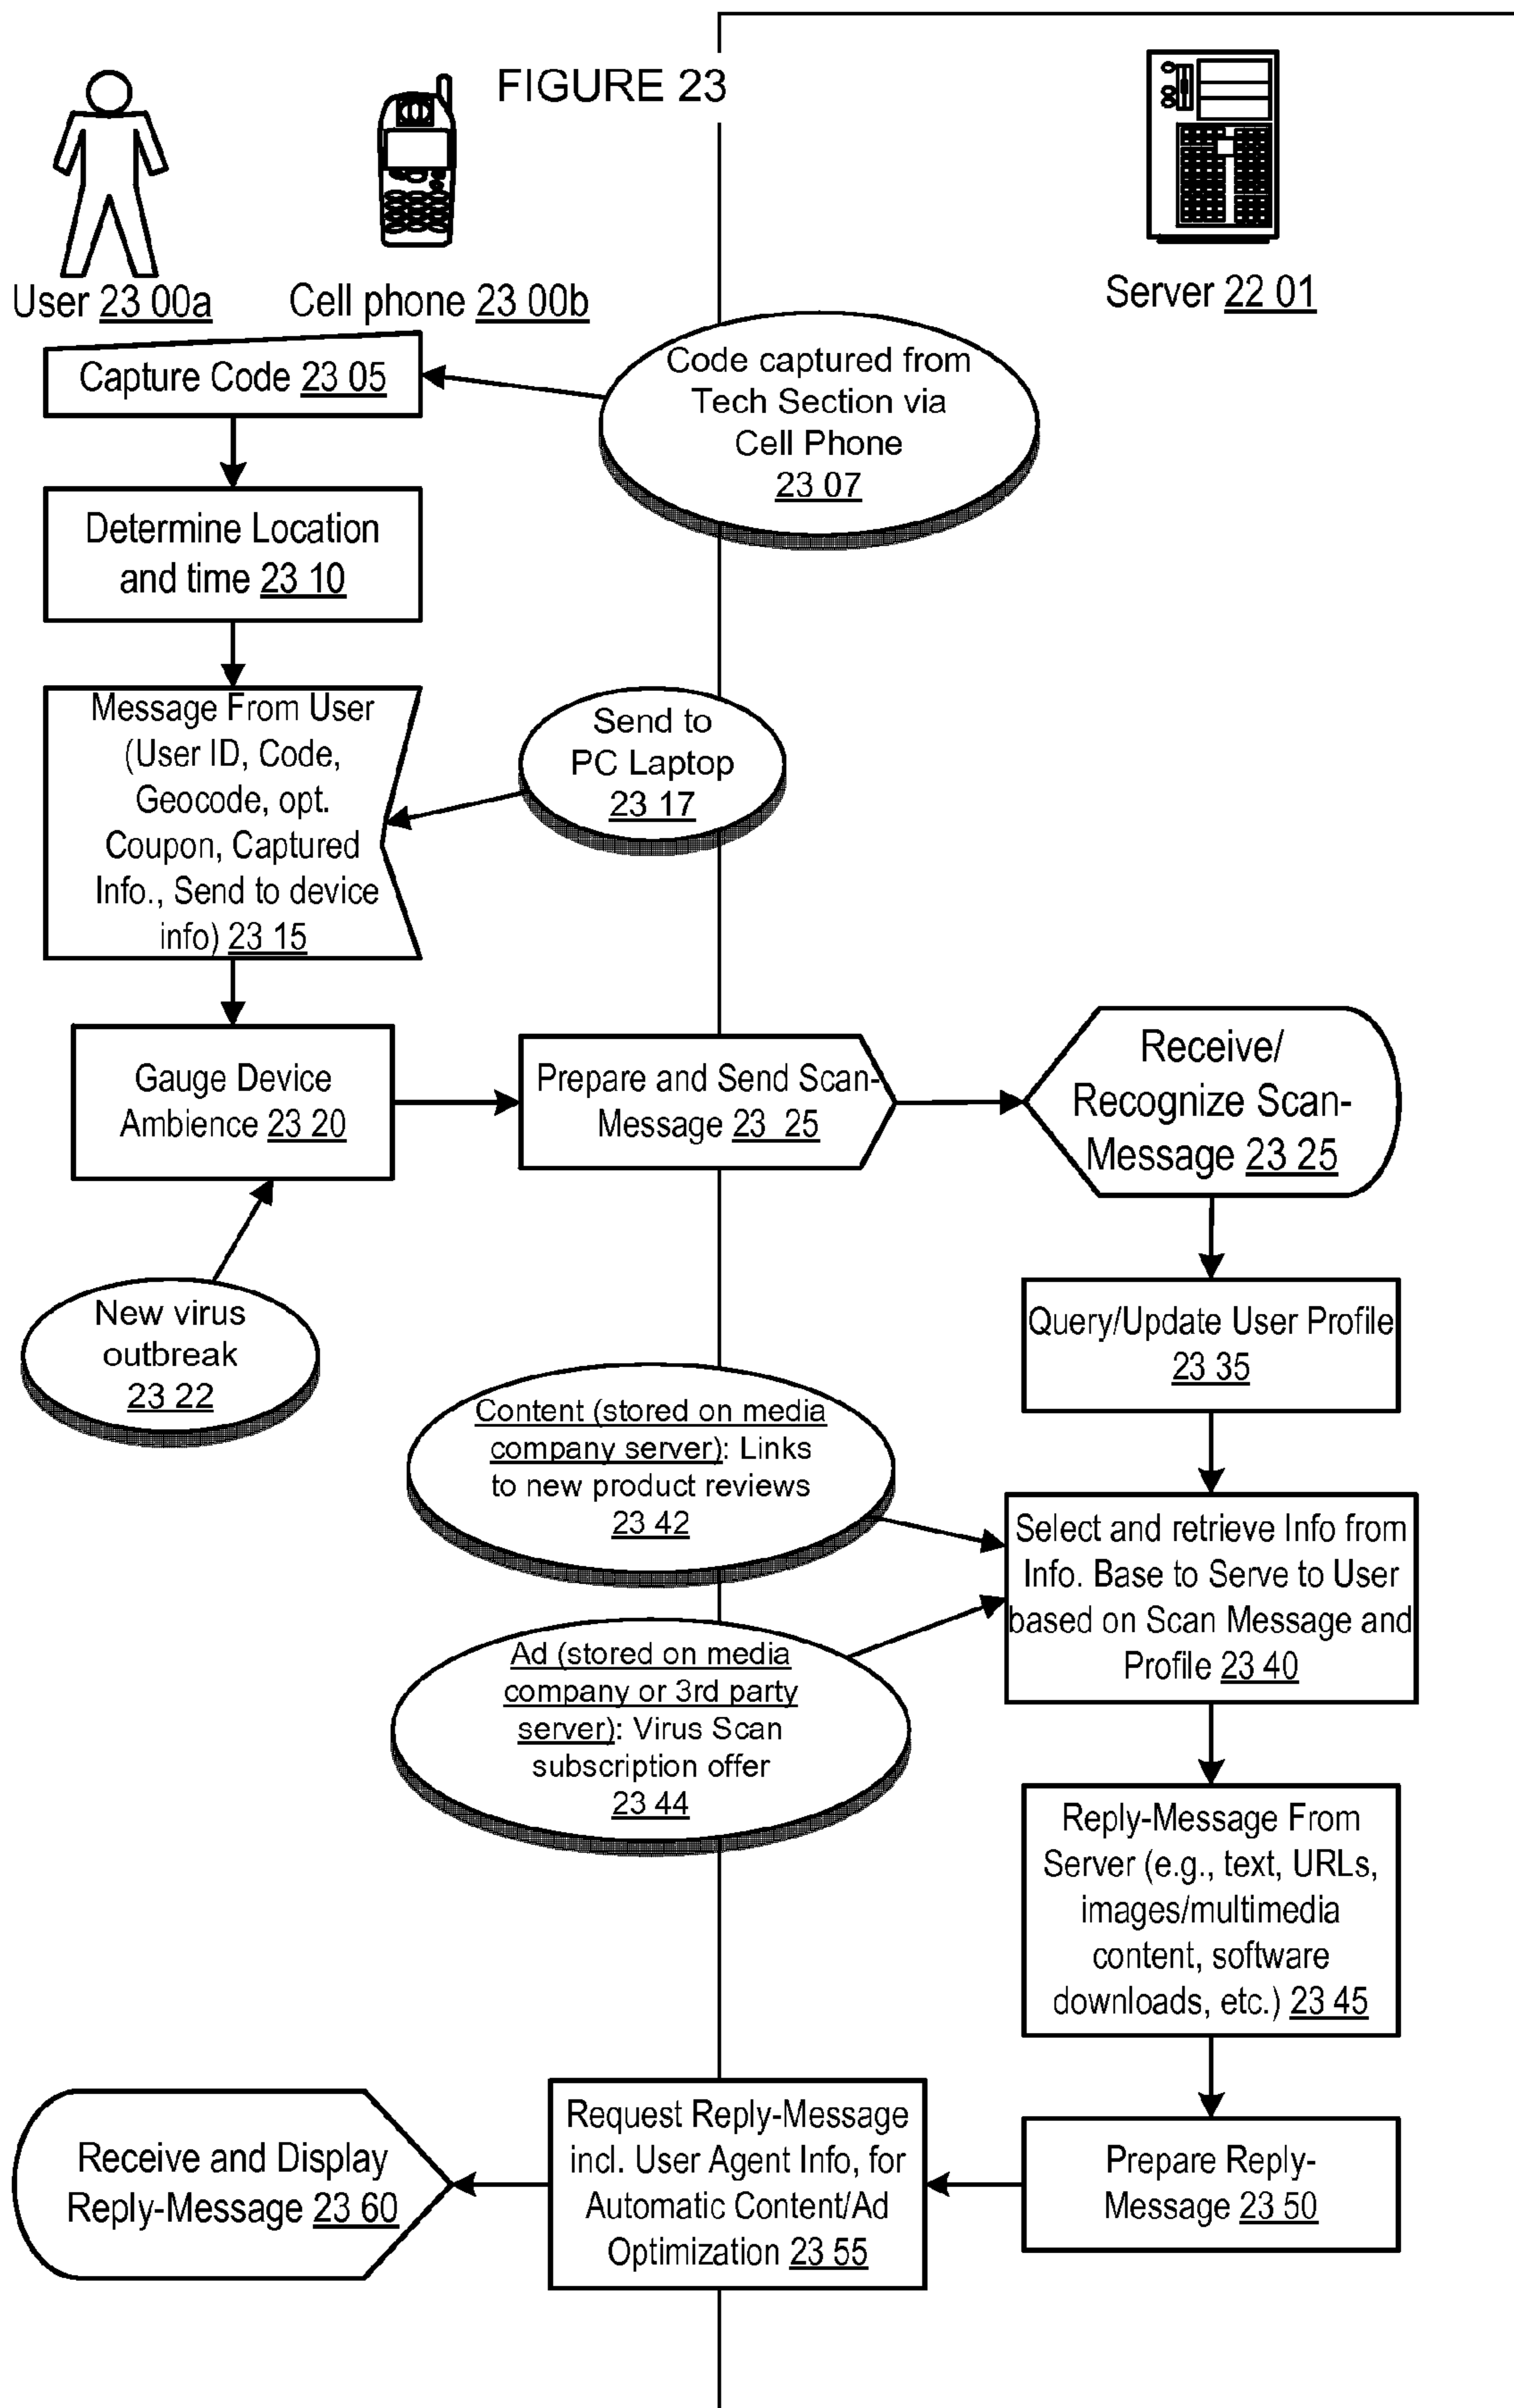 FIGURE 23
User 23 00a
Cell phone 23 00b
Server 22 01
Capture Code 23 05
Code captured from
Tech Section via
Cell Phone
23 07
Determine Location
and time 23 10
Message From User
(User ID, Code,
Geocode, opt.
Coupon, Captured
Info., Send to device
info) 23 15
Send to
PC Laptop
23 17
Gauge Device
Ambience 23 20
Prepare and Send Scan-
Message 23 25
Receive/
Recognize Scan-
Message 23 25
New virus
outbreak
23 22
Query/Update User Profile
23 35
Content (stored on media
company server): Links
to new product reviews
23 42
Select and retrieve Info from
Info. Base to Serve to User
based on Scan Message and
Profile 23 40
Ad (stored on media
company or 3rd party
server): Virus Scan
subscription offer
23 44
Reply-Message From
Server (e.g., text, URLs,
images/multimedia
content, software
downloads, etc.) 23 45
Prepare Reply-
Message 23 50
Request Reply-Message
incl. User Agent Info, for
Automatic Content/Ad
Optimization 23 55
Receive and Display
Reply-Message 23 60